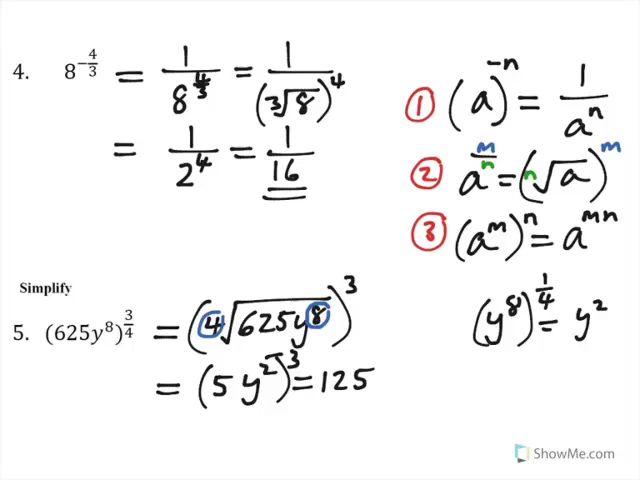 4. 8^{-4/3} = 1/8^{4/3} = 1/(∛8)^4
= 1/2^4 = 1/16
① (a)^{-n} = 1/a^n
② a^{m/n} = (ⁿ√a)^m
③ (a^m)^n = a^{mn}
Simplify
5. (625y^8)^{3/4} = (⁴√625y^8)^3
= (5y^2)^3 = 125
(y^8)^{1/4} = y^2
ShowMe.com